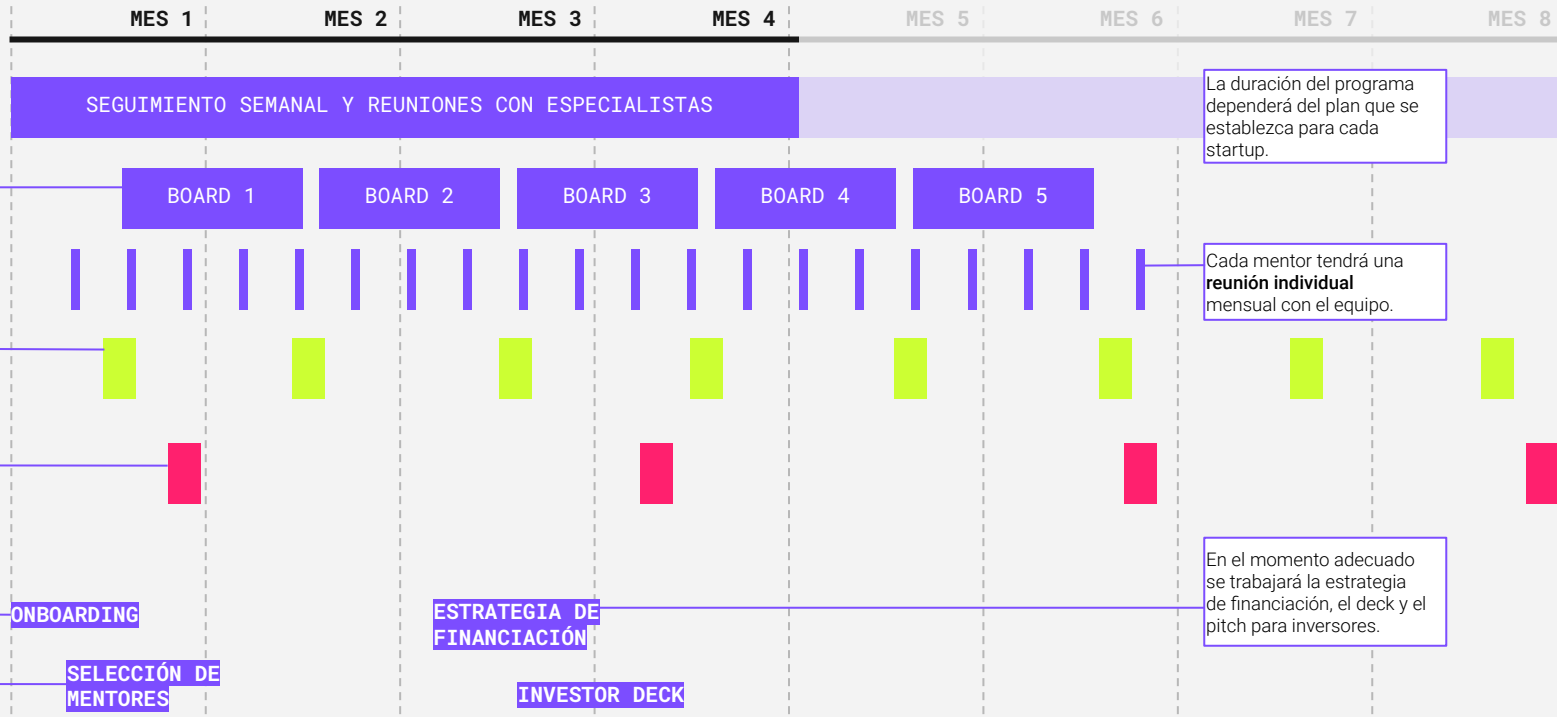 MES 1
MES 2
MES 3
MES 4
MES 5
MES 6
MES 7
MES 8
SEGUIMIENTO SEMANAL Y REUNIONES CON ESPECIALISTAS
La duración del programa
dependerá del plan que se
establezca para cada
startup.
BOARD 1
BOARD 2
BOARD 3
BOARD 4
BOARD 5
Cada mentor tendrá una
reunión individual
mensual con el equipo.
ONBOARDING
ESTRATEGIA DE
FINANCIACIÓN
En el momento adecuado
se trabajará la estrategia
de financiación, el deck y el
pitch para inversores.
SELECCIÓN DE
MENTORES
INVESTOR DECK